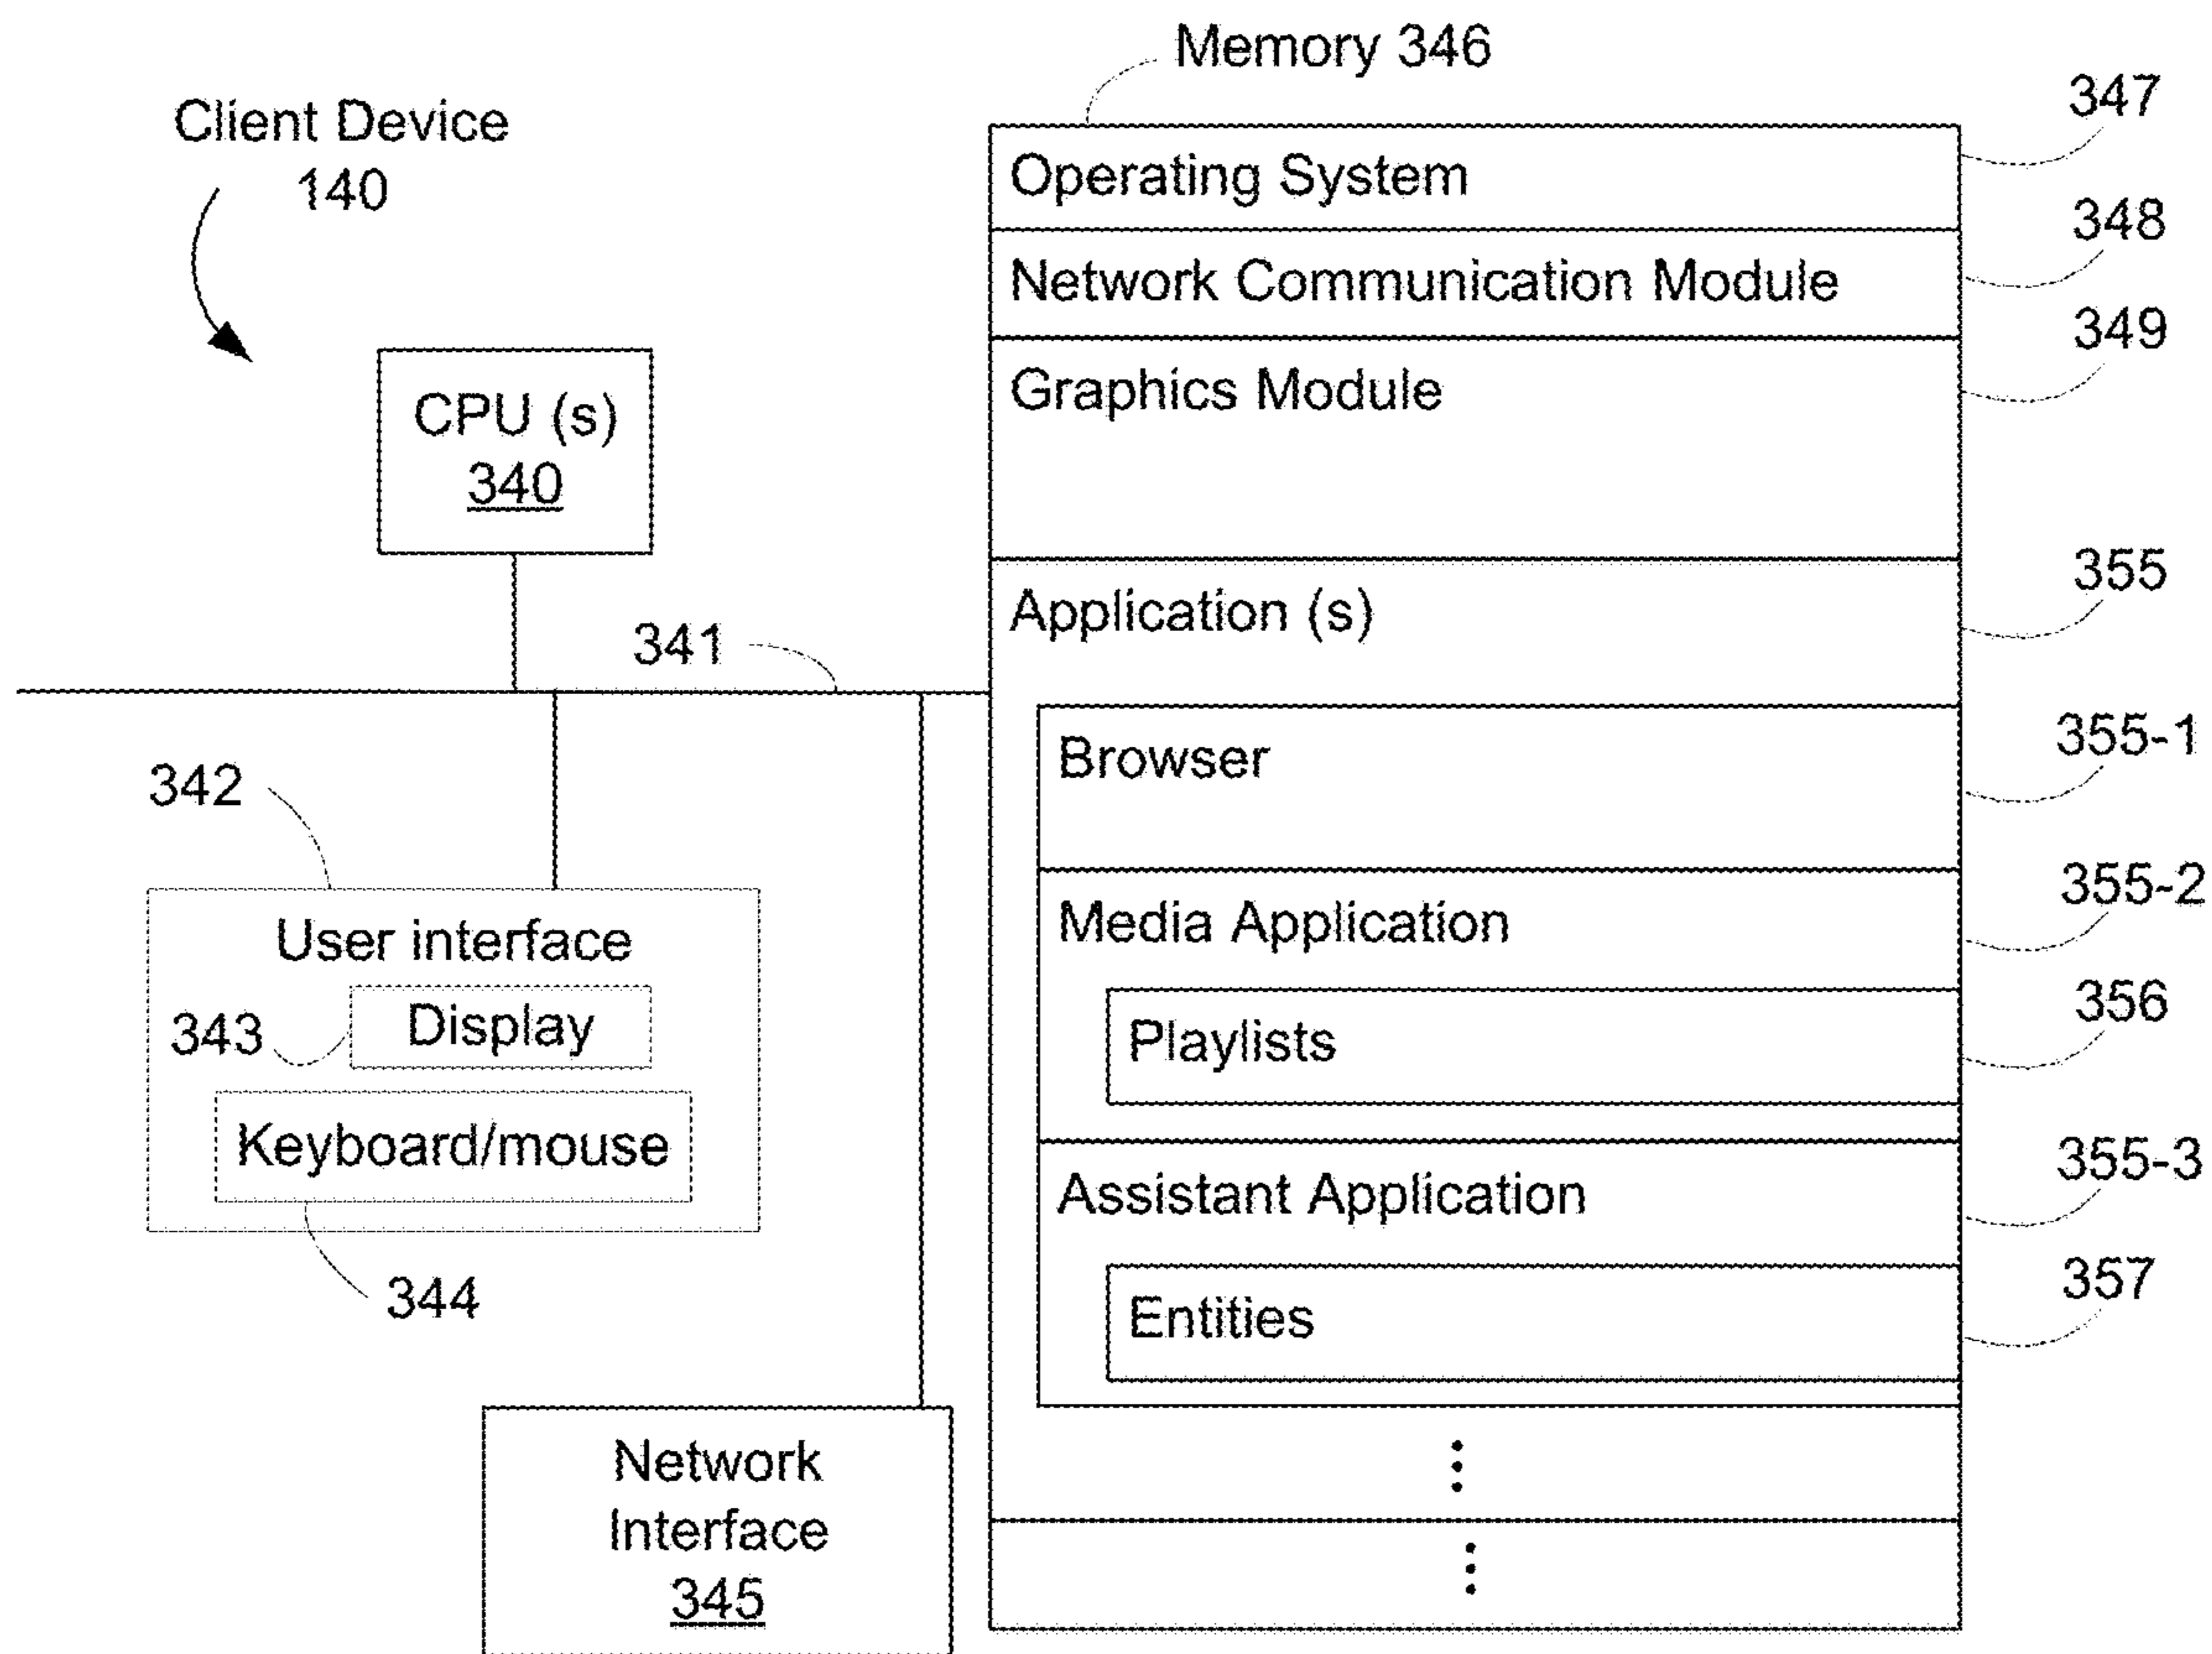 Memory 346
Client Device
140
CPU (s)
340
341
342
User interface
Display
343
Keyboard/mouse
344
Network
Interface
345
Operating System
347
Network Communication Module
348
Graphics Module
349
Application (s)
355
Browser
355-1
Media Application
355-2
Playlists
356
Assistant Application
355-3
Entities
357